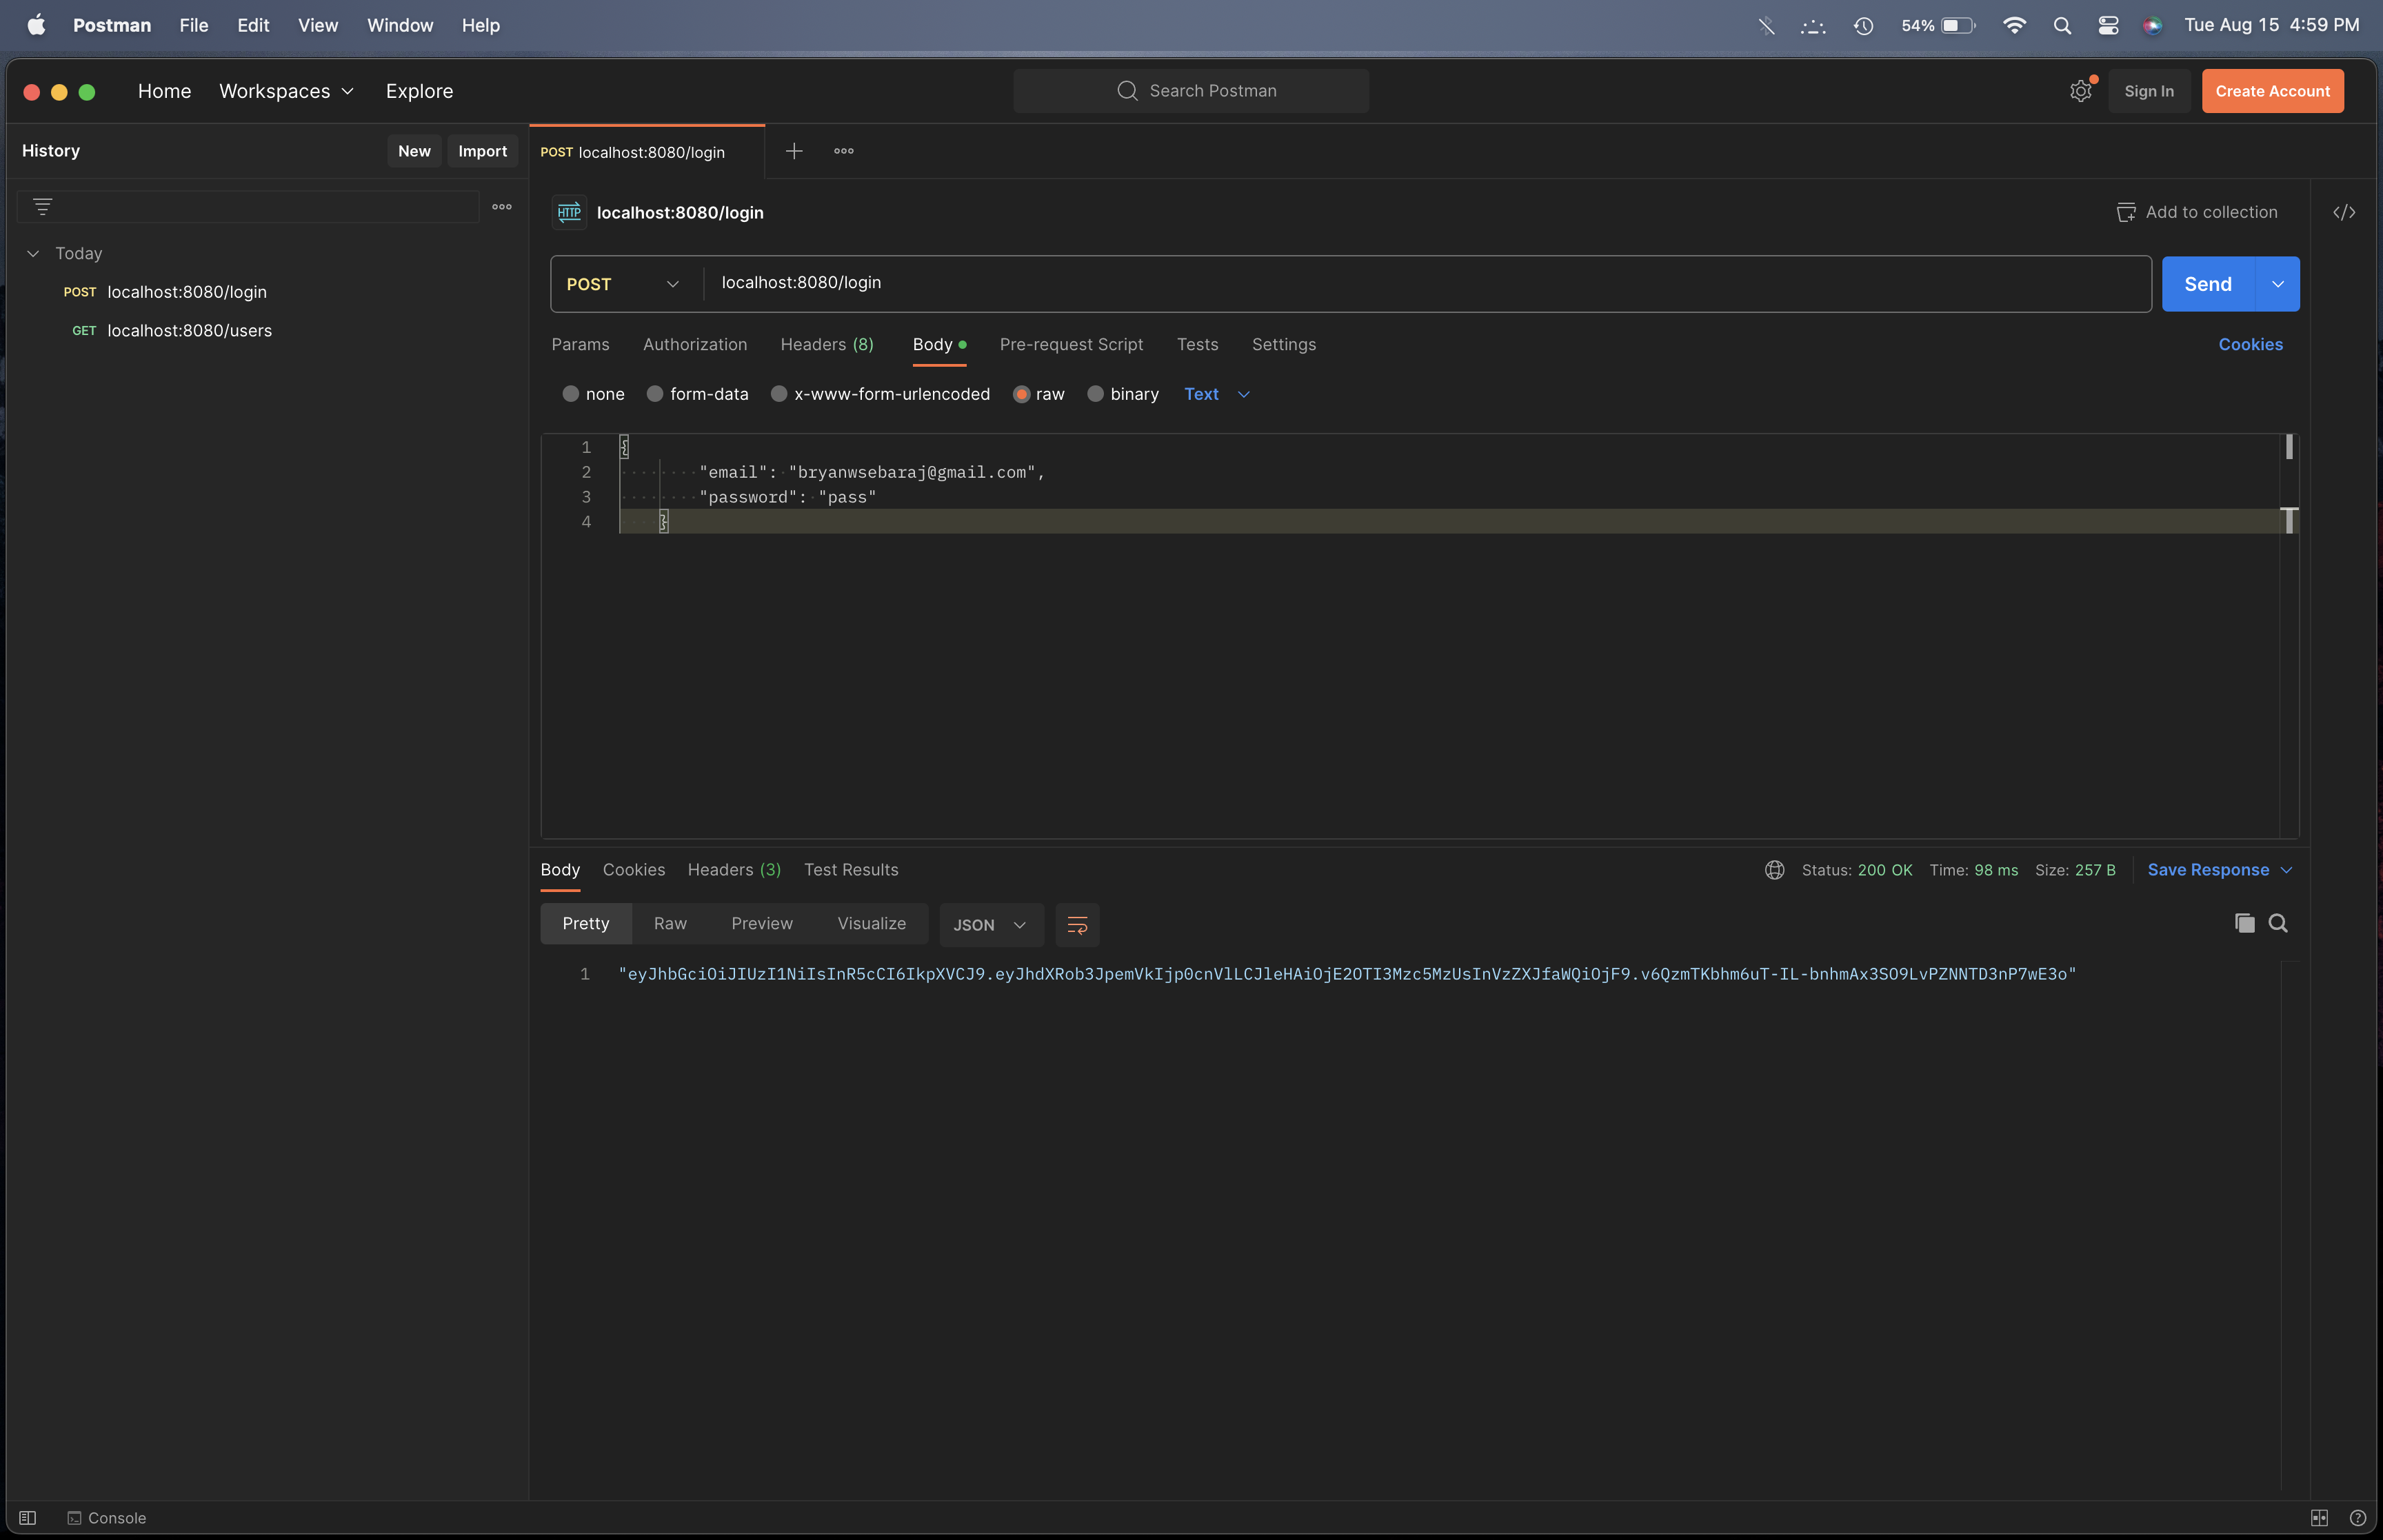 Postman File Edit View Window Help 54% Tue Aug 15 4:59 PM
Home Workspaces Explore Search Postman Sign In Create Account
History New Import POST localhost:8080/login
HTTP localhost:8080/login Add to collection </>
Today
POST localhost:8080/login
GET localhost:8080/users
POST localhost:8080/login Send
Params Authorization Headers (8) Body Pre-request Script Tests Settings Cookies
none form-data x-www-form-urlencoded raw binary Text
1 {
2 "email": "bryanwsebaraj@gmail.com",
3 "password": "pass"
4 }
Body Cookies Headers (3) Test Results Status: 200 OK Time: 98 ms Size: 257 B Save Response
Pretty Raw Preview Visualize JSON
1 "eyJhbGciOiJIUzI1NiIsInR5cCI6IkpXVCJ9.eyJhdXRob3JpemVkIjp0cnVlLCJleHAiOjE2OTI3Mzc5MzUsInVzZXJfaWQiOjF9.v6QzmTKbhm6uT-IL-bnhmAx3SO9LvPZNNTD3nP7wE3o"
Console